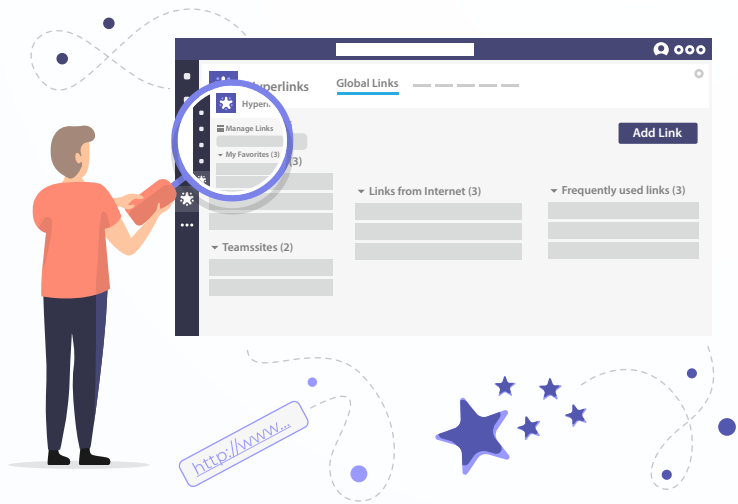 Hyperlinks
Global Links
Hyperl
Manage Links
My Favorites (3)
(3)
Add Link
Links from Internet (3)
Frequently used links (3)
Teamssites (2)
http://www...